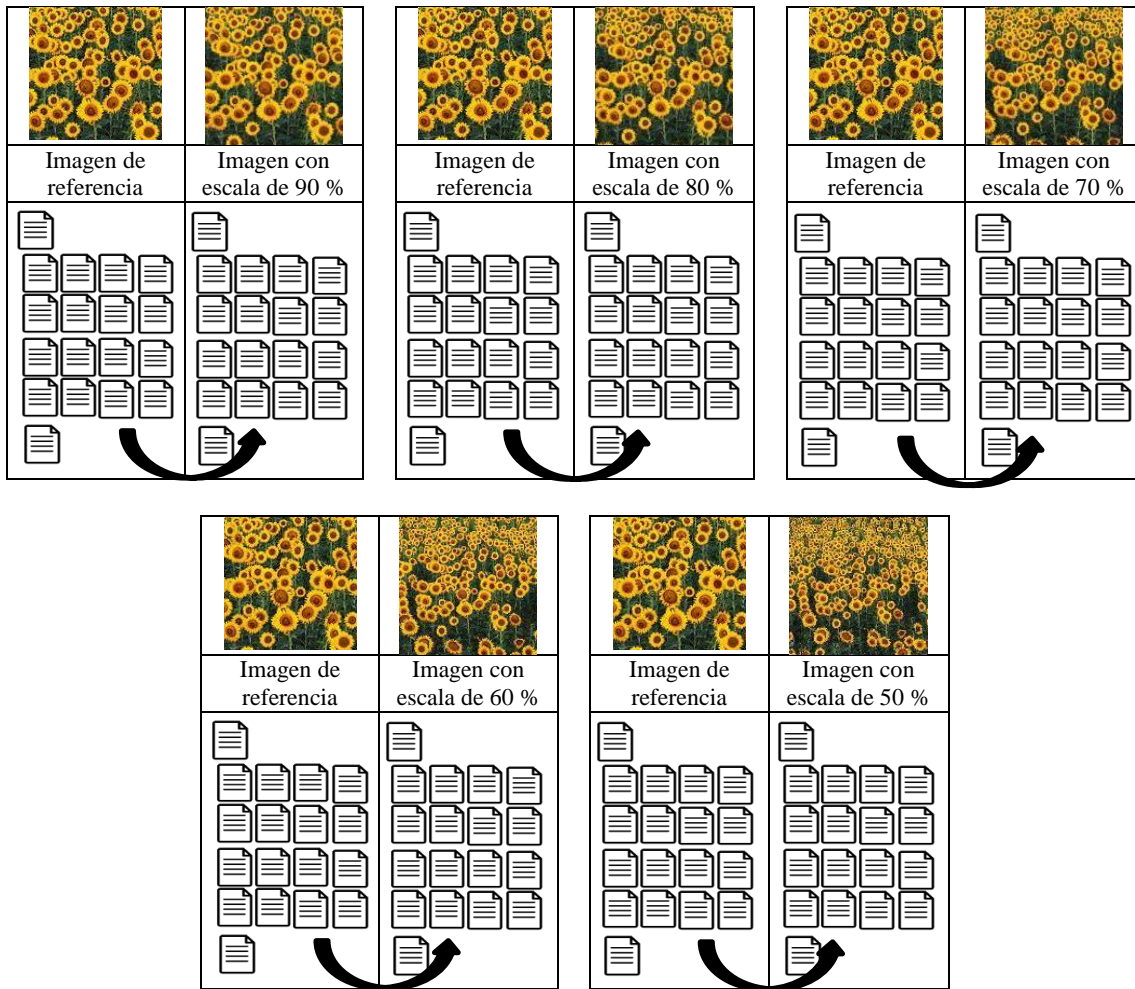 Imagen de
referencia
Imagen con
escala de 90 %
Imagen de
referencia
Imagen con
escala de 80 %
Imagen de
referencia
Imagen con
escala de 70 %
Imagen de
referencia
Imagen con
escala de 60 %
Imagen de
referencia
Imagen con
escala de 50 %